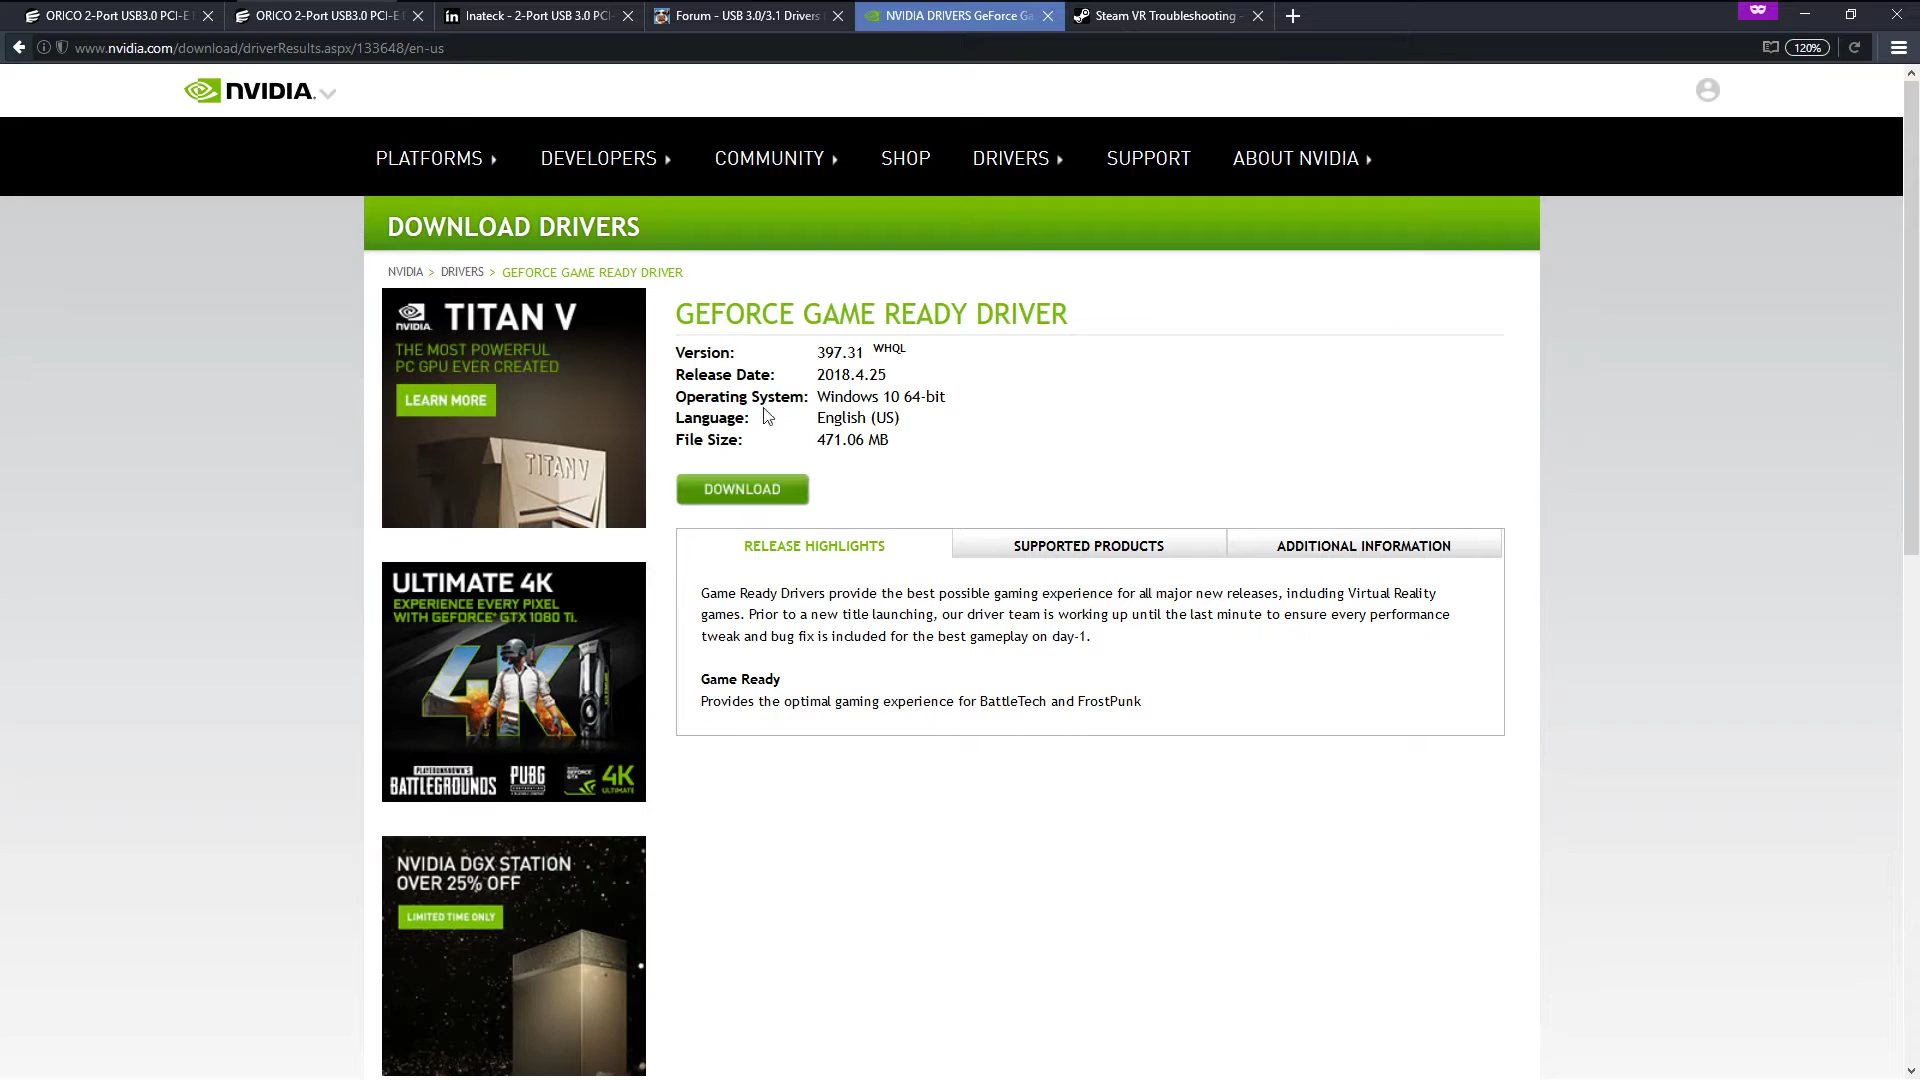 ORICO 2-Port USB3.0 PCI-E
ORICO 2-Port USB3.0 PCI-E
Inateck - 2-Port USB 3.0 PCI-
Forum - USB 3.0/3.1 Drivers
NVIDIA DRIVERS GeForce Ga
Steam VR Troubleshooting -
www.nvidia.com/download/driverResults.aspx/133648/en-us
120%
NVIDIA.
PLATFORMS
DEVELOPERS
COMMUNITY
SHOP
DRIVERS
SUPPORT
ABOUT NVIDIA
DOWNLOAD DRIVERS
NVIDIA > DRIVERS > GEFORCE GAME READY DRIVER
NVIDIA.
TITAN V
THE MOST POWERFUL
PC GPU EVER CREATED
LEARN MORE
TITAN V
GEFORCE GAME READY DRIVER
Version: 397.31 WHQL
Release Date: 2018.4.25
Operating System: Windows 10 64-bit
Language: English (US)
File Size: 471.06 MB
DOWNLOAD
RELEASE HIGHLIGHTS
SUPPORTED PRODUCTS
ADDITIONAL INFORMATION
Game Ready Drivers provide the best possible gaming experience for all major new releases, including Virtual Reality
games. Prior to a new title launching, our driver team is working up until the last minute to ensure every performance
tweak and bug fix is included for the best gameplay on day-1.
Game Ready
Provides the optimal gaming experience for BattleTech and FrostPunk
ULTIMATE 4K
EXPERIENCE EVERY PIXEL
WITH GEFORCE® GTX 1080 Ti.
4K
PLAYERUNKNOWN'S
BATTLEGROUNDS
PUBG
4K
ULTIMATE
NVIDIA DGX STATION
OVER 25% OFF
LIMITED TIME ONLY